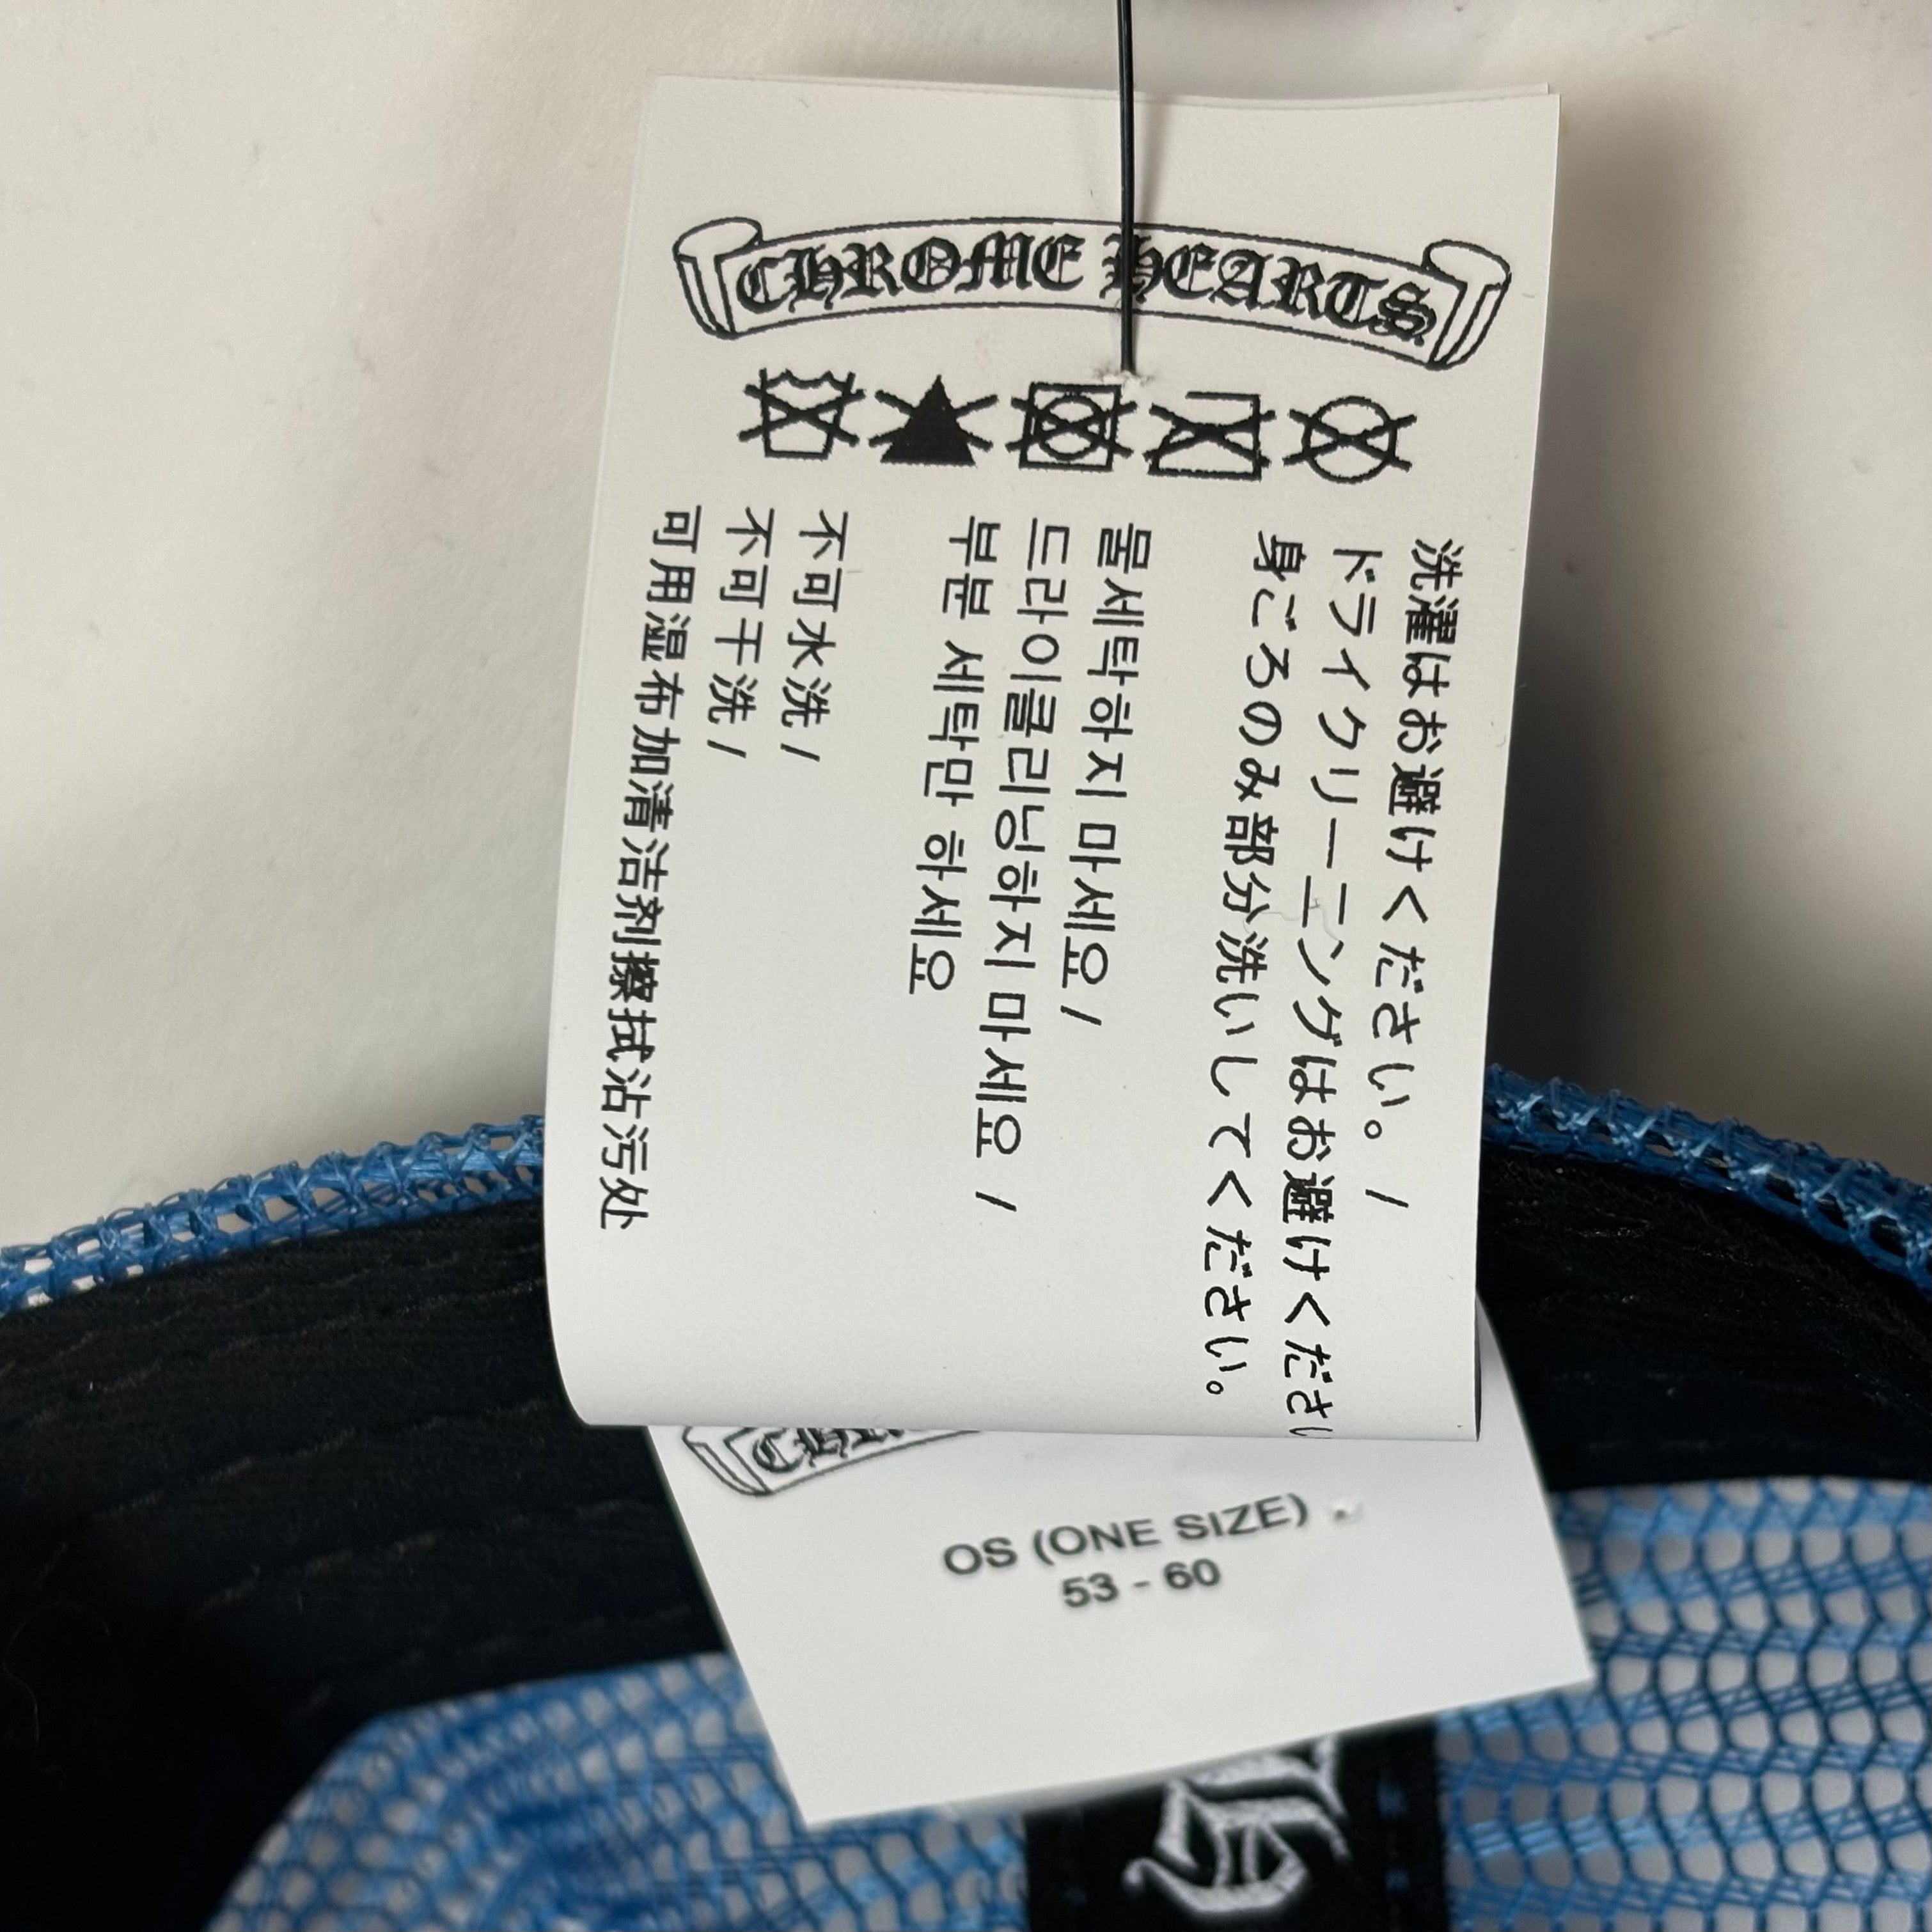 CHROME HEARTS
洗濯はお避けください。/
ドライクリーニングはお避けくださ
身ごろのみ部分洗いしてください。
물세탁하지 마세요 /
드라이클리닝하지 마세요 /
부분 세탁만 하세요
不可水洗 /
不可干洗 /
可用湿布加清洁剂擦拭沾污处
OS (ONE SIZE)
53 - 60